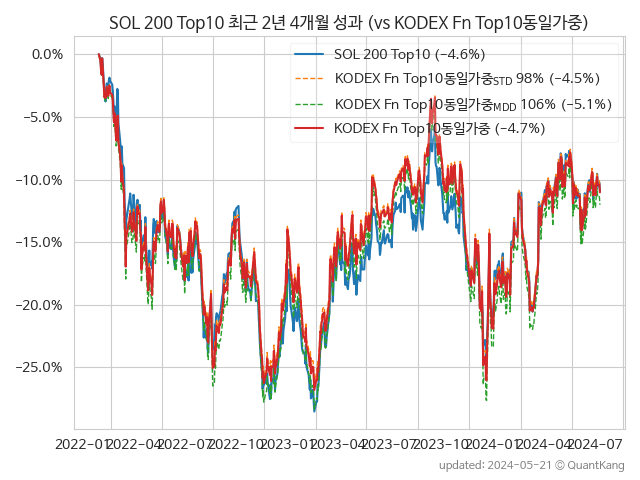 SOL 200 Top10 최근 2년 4개월 성과 (vs KODEX Fn Top10동일가중)
0.0%
−5.0%
−10.0%
−15.0%
−20.0%
−25.0%
SOL 200 Top10 (−4.6%)
KODEX Fn Top10동일가중STD 98% (−4.5%)
KODEX Fn Top10동일가중MDD 106% (−5.1%)
KODEX Fn Top10동일가중 (−4.7%)
2022-01 2022-04 2022-07 2022-10 2023-01 2023-04 2023-07 2023-10 2024-01 2024-04 2024-07
updated: 2024-05-21 ⓒ QuantKang